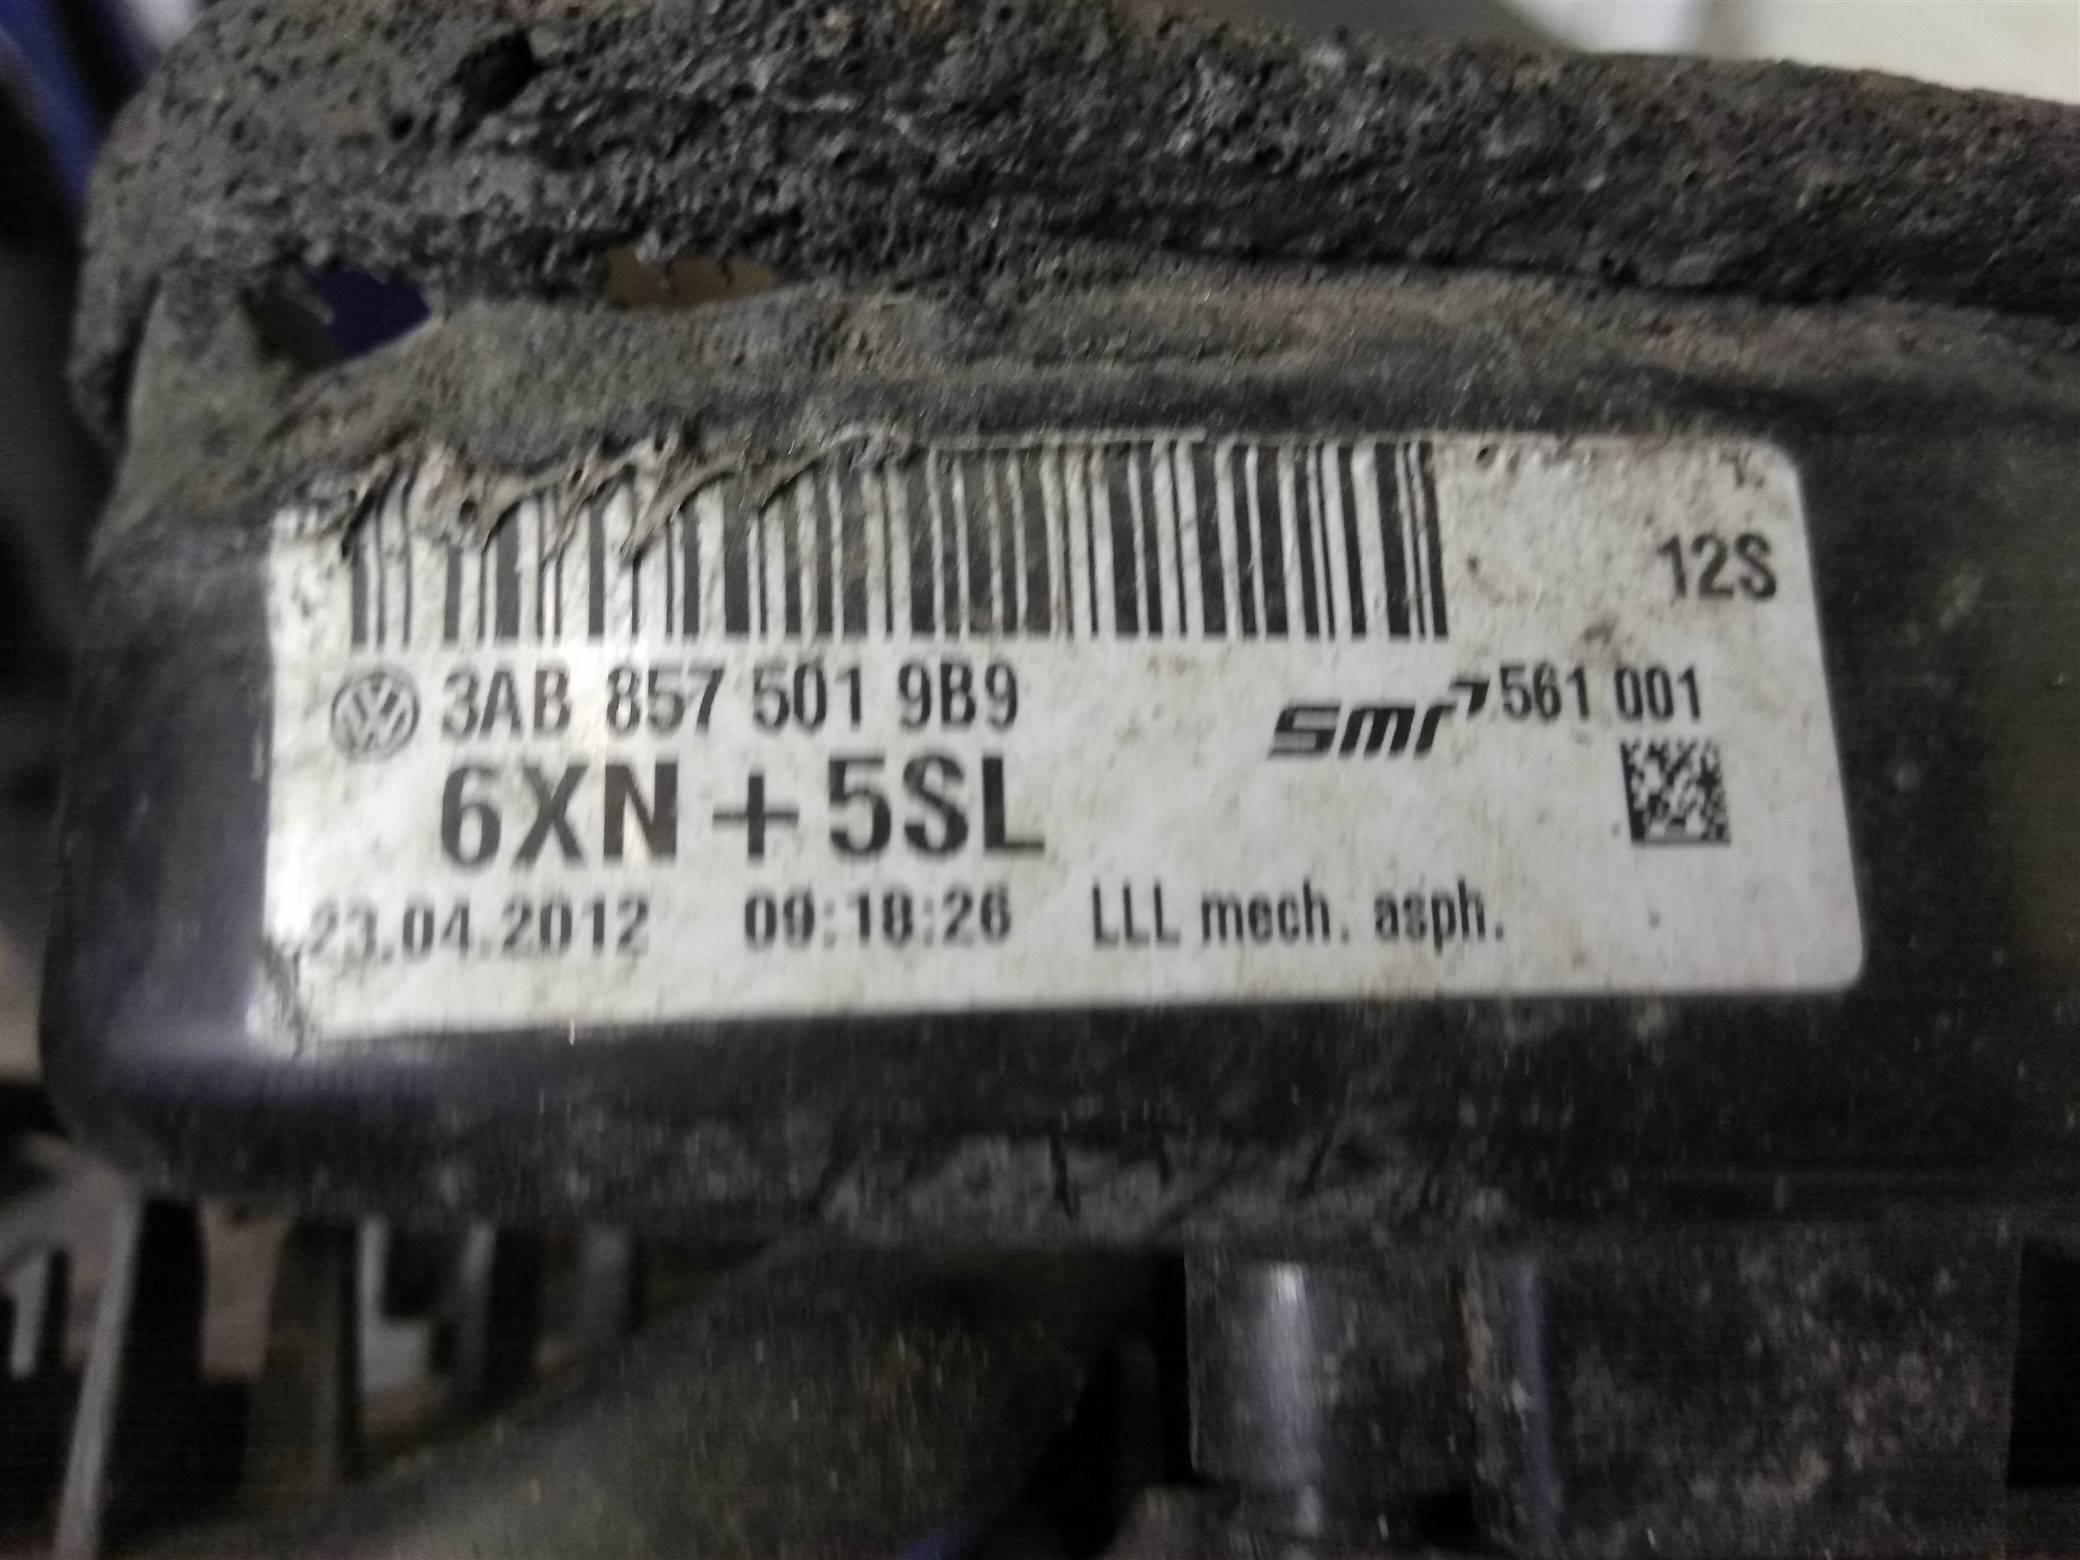 12S
3AB 857 501 9B9
smr 561 001
6XN + 5SL
23.04.2012 09:18:26 LLL mech. asph.